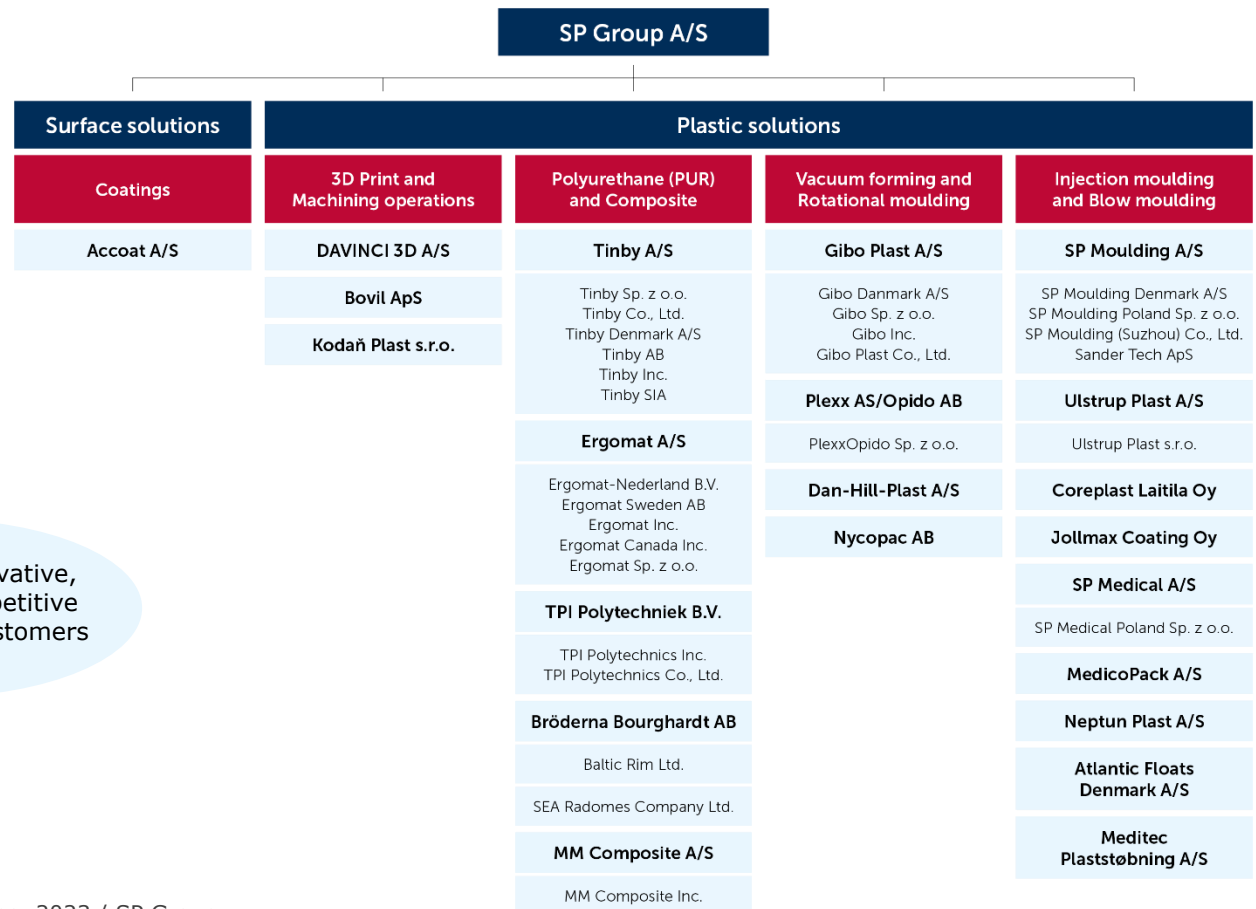 SP Group A/S
Surface solutions
Plastic solutions
Coatings
3D Print and
Machining operations
Polyurethane (PUR)
and Composite
Vacuum forming and
Rotational moulding
Injection moulding
and Blow moulding
Accoat A/S
DAVINCI 3D A/S
Bovil ApS
Kodaň Plast s.r.o.
Tinby A/S
Tinby Sp. z o.o.
Tinby Co., Ltd.
Tinby Denmark A/S
Tinby AB
Tinby Inc.
Tinby SIA
Ergomat A/S
Ergomat-Nederland B.V.
Ergomat Sweden AB
Ergomat Inc.
Ergomat Canada Inc.
Ergomat Sp. z o.o.
TPI Polytechniek B.V.
TPI Polytechnics Inc.
TPI Polytechnics Co., Ltd.
Bröderna Bourghardt AB
Baltic Rim Ltd.
SEA Radomes Company Ltd.
MM Composite A/S
MM Composite Inc.
Gibo Plast A/S
Gibo Danmark A/S
Gibo Sp. z o.o.
Gibo Inc.
Gibo Plast Co., Ltd.
Plexx AS/Opido AB
PlexxOpido Sp. z o.o.
Dan-Hill-Plast A/S
Nycopac AB
SP Moulding A/S
SP Moulding Denmark A/S
SP Moulding Poland Sp. z o.o.
SP Moulding (Suzhou) Co., Ltd.
Sander Tech ApS
Ulstrup Plast A/S
Ulstrup Plast s.r.o.
Coreplast Laitila Oy
Jollmax Coating Oy
SP Medical A/S
SP Medical Poland Sp. z o.o.
MedicoPack A/S
Neptun Plast A/S
Atlantic Floats
Denmark A/S
Meditec
Plaststøbning A/S
vative,
etitive
stomers